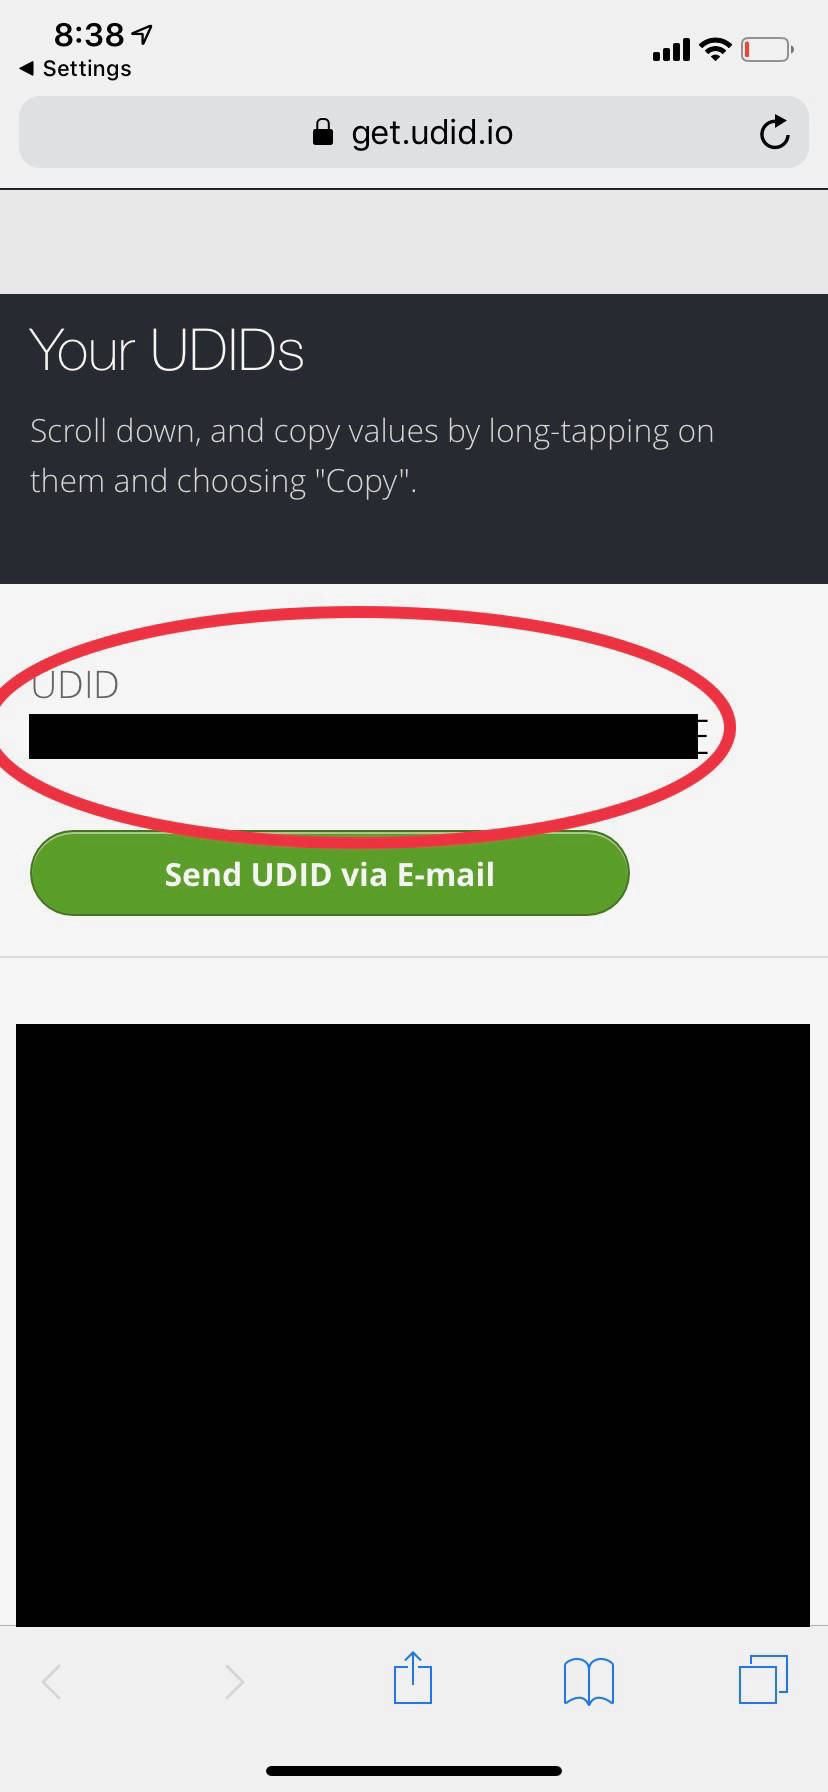 8:38
Settings
get.udid.io
Your UDIDs
Scroll down, and copy values by long-tapping on
them and choosing "Copy".
UDID
Send UDID via E-mail